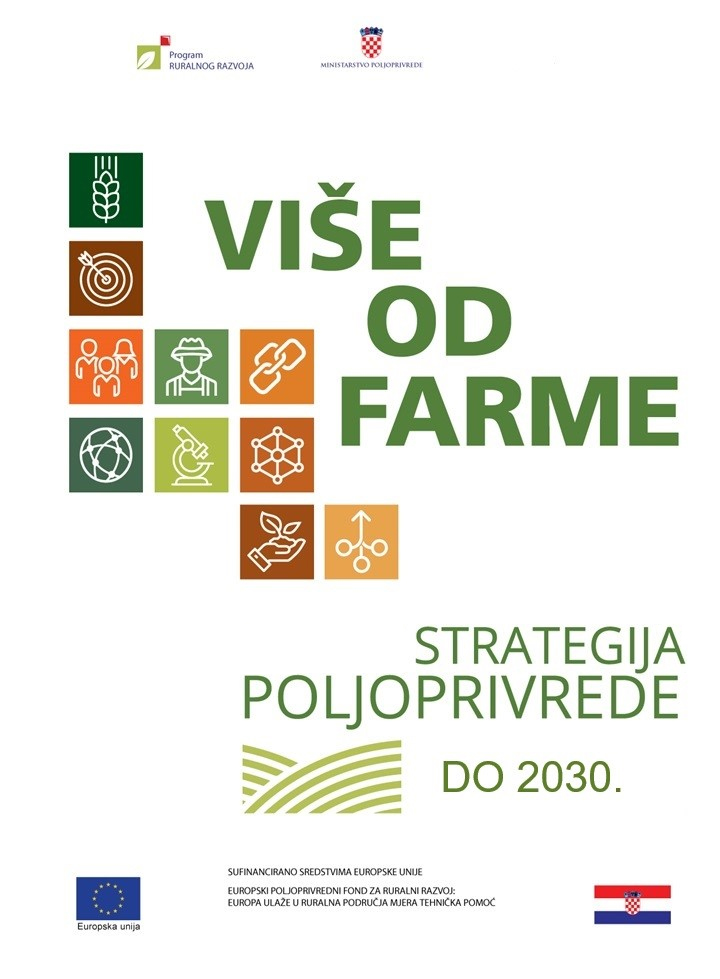 Program
RURALNOG RAZVOJA
MINISTARSTVO POLJOPRIVREDE
VIŠE
OD
FARME
STRATEGIJA
POLJOPRIVREDE
DO 2030.
SUFINANCIRANO SREDSTVIMA EUROPSKE UNIJE
EUROPSKI POLJOPRIVREDNI FOND ZA RURALNI RAZVOJ:
EUROPA ULAŽE U RURALNA PODRUČJA MJERA TEHNIČKA POMOĆ
Europska unija